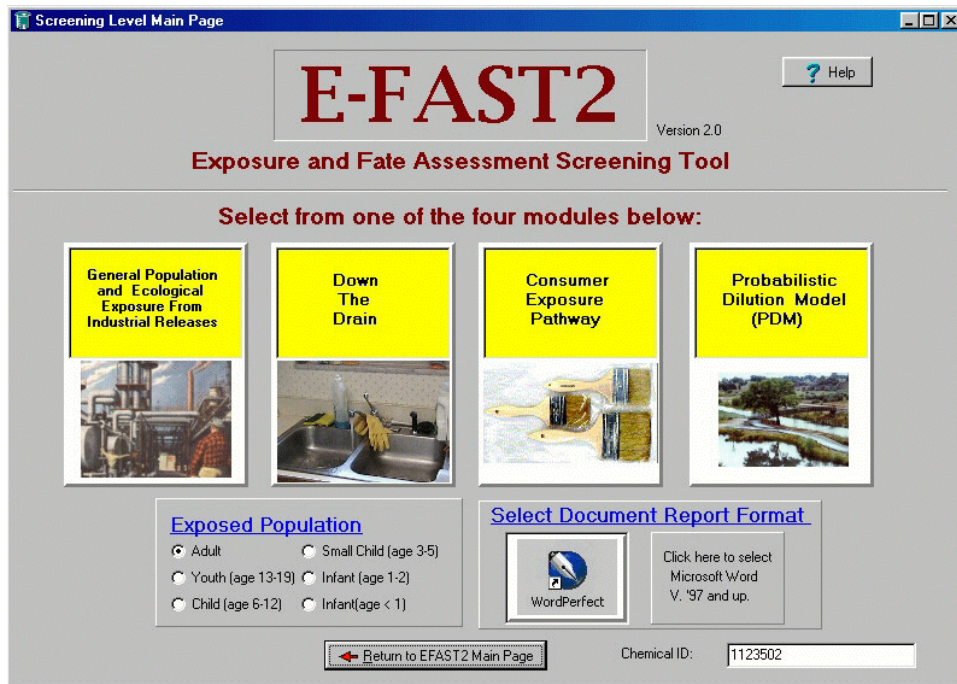 Screening Level Main Page
E-FAST2
Help
Version 2.0
Exposure and Fate Assessment Screening Tool
Select from one of the four modules below:
General Population
and Ecological
Exposure From
Industrial Releases
Down
The
Drain
Consumer
Exposure
Pathway
Probabilistic
Dilution Model
(PDM)
Exposed Population
Adult
Small Child (age 3-5)
Youth (age 13-19)
Infant (age 1-2)
Child (age 6-12)
Infant(age < 1)
Select Document Report Format
WordPerfect
Click here to select
Microsoft Word
V. '97 and up.
Return to EFAST2 Main Page
Chemical ID:
1123502